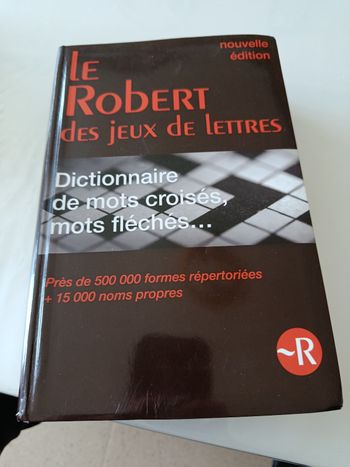 nouvelle
édition
le
Robert
des jeux de lettres
Dictionnaire
de mots croisés,
mots fléchés...
Près de 500 000 formes répertoriées
+ 15 000 noms propres
~R